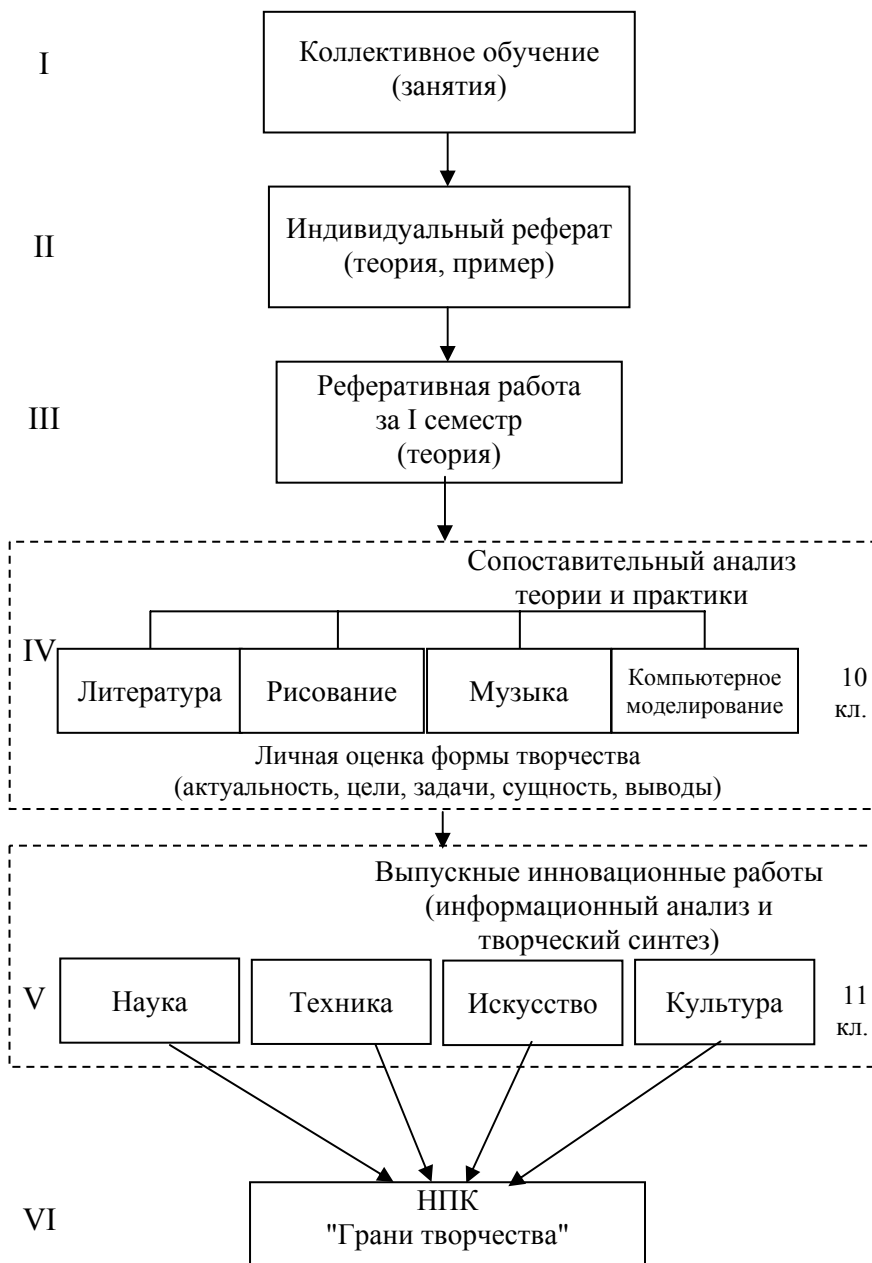 I
Коллективное обучение
(занятия)
II
Индивидуальный реферат
(теория, пример)
III
Реферативная работа
за I семестр
(теория)
Сопоставительный анализ
теории и практики
IV
Литература
Рисование
Музыка
Компьютерное
моделирование
10
кл.
Личная оценка формы творчества
(актуальность, цели, задачи, сущность, выводы)
Выпускные инновационные работы
(информационный анализ и
творческий синтез)
V
Наука
Техника
Искусство
Культура
11
кл.
VI
НПК
"Грани творчества"